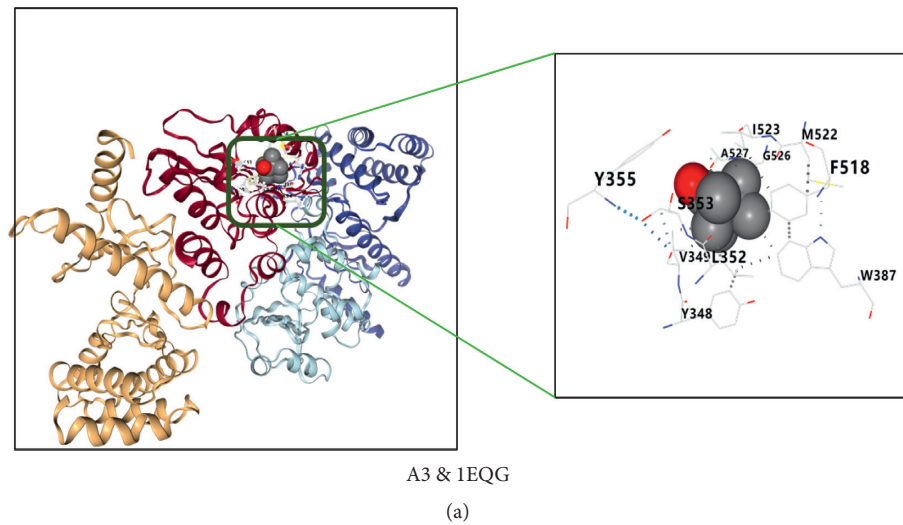 I523
M522
A527
G526
F518
Y355
S353
V349
L352
W387
Y348
A3 & 1EQG
(a)